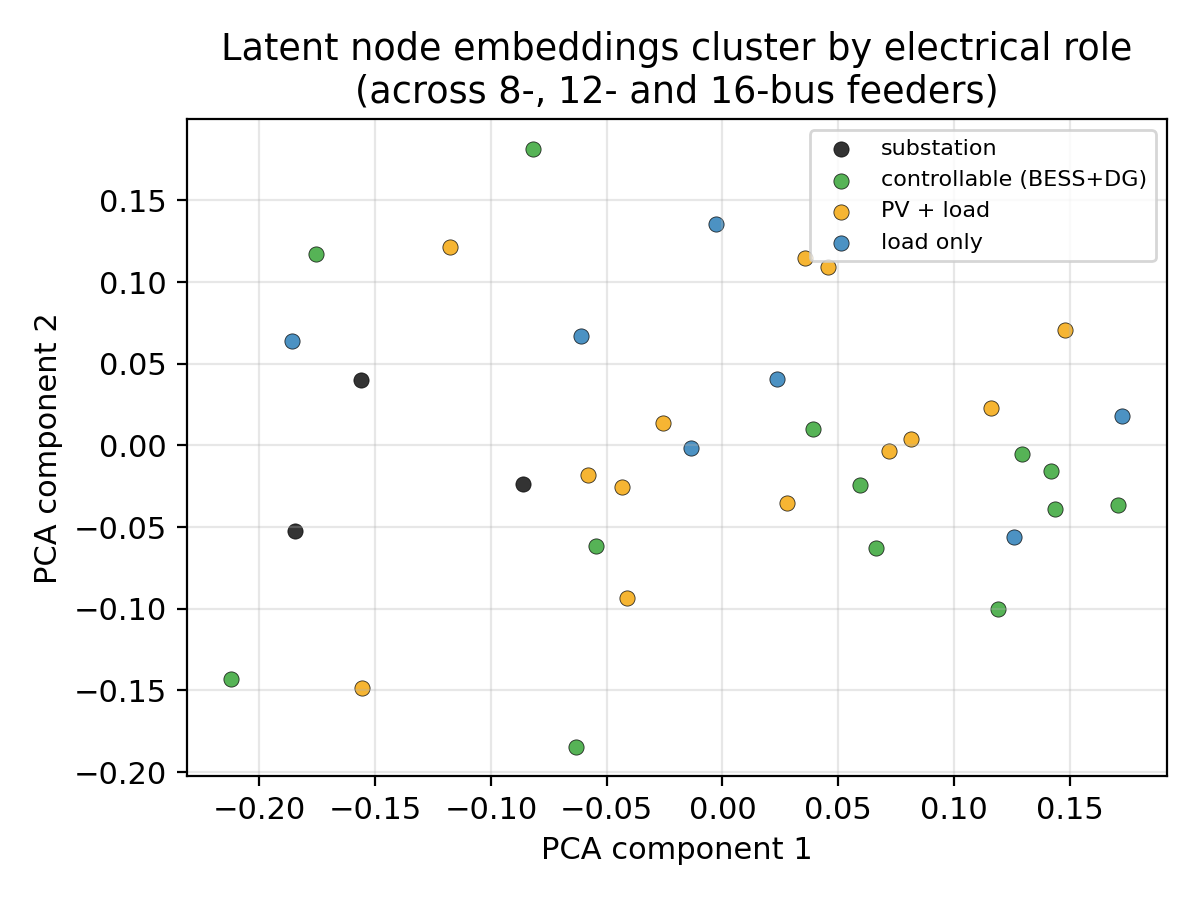 Latent node embeddings cluster by electrical role
(across 8-, 12- and 16-bus feeders)
substation
controllable (BESS+DG)
PV + load
load only
PCA component 2
0.15
0.10
0.05
0.00
−0.05
−0.10
−0.15
−0.20
−0.20 −0.15 −0.10 −0.05 0.00 0.05 0.10 0.15
PCA component 1